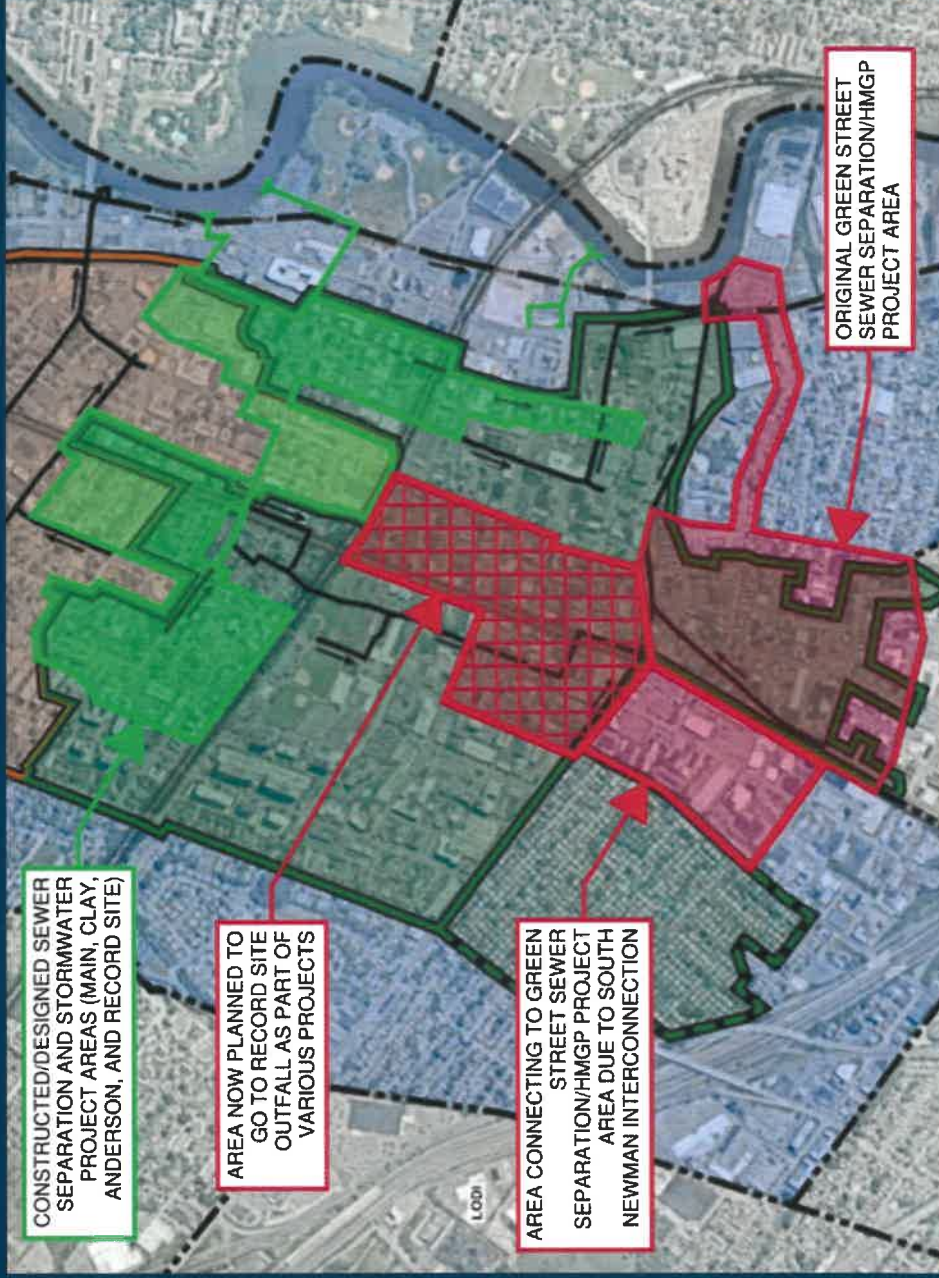 CONSTRUCTED/DESIGNED SEWER
SEPARATION AND STORMWATER
PROJECT AREAS (MAIN, CLAY,
ANDERSON, AND RECORD SITE)
AREA NOW PLANNED TO
GO TO RECORD SITE
OUTFALL AS PART OF
VARIOUS PROJECTS
AREA CONNECTING TO GREEN
STREET SEWER
SEPARATION/HMGP PROJECT
AREA DUE TO SOUTH
NEWMAN INTERCONNECTION
LODI
ORIGINAL GREEN STREET
SEWER SEPARATION/HMGP
PROJECT AREA